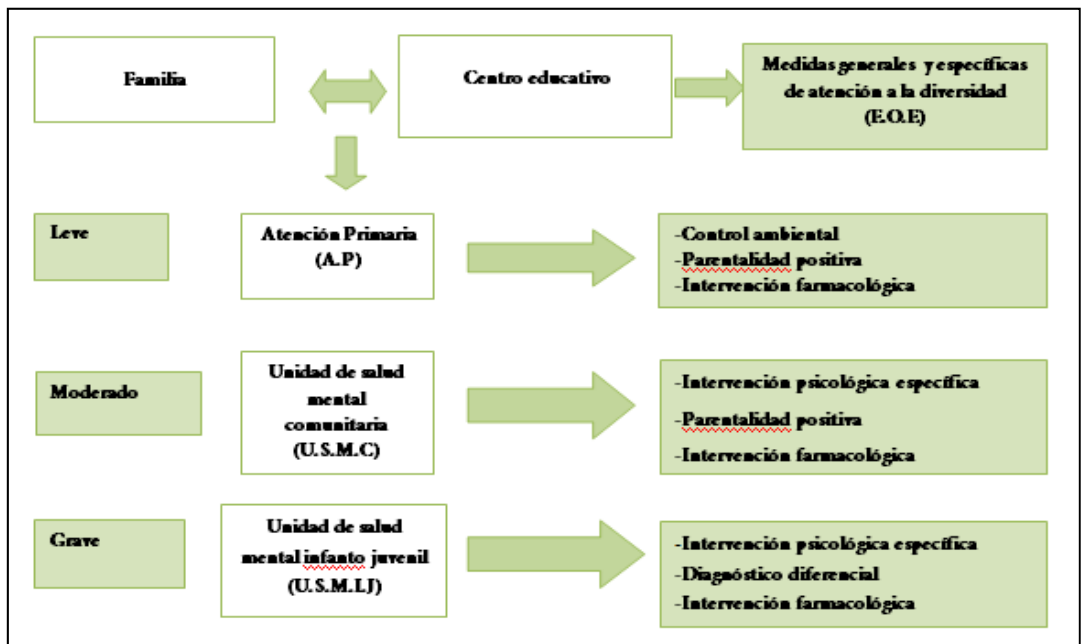 Familia
Centro educativo
Medidas generales y específicas
de atención a la diversidad
(E.O.E)
Leve
Atención Primaria
(A.P)
-Control ambiental
-Parentalidad positiva
-Intervención farmacológica
Moderado
Unidad de salud
mental
comunitaria
(U.S.M.C)
-Intervención psicológica específica
-Parentalidad positiva
-Intervención farmacológica
Grave
Unidad de salud
mental infanto juvenil
(U.S.M.I.J)
-Intervención psicológica específica
-Diagnóstico diferencial
-Intervención farmacológica